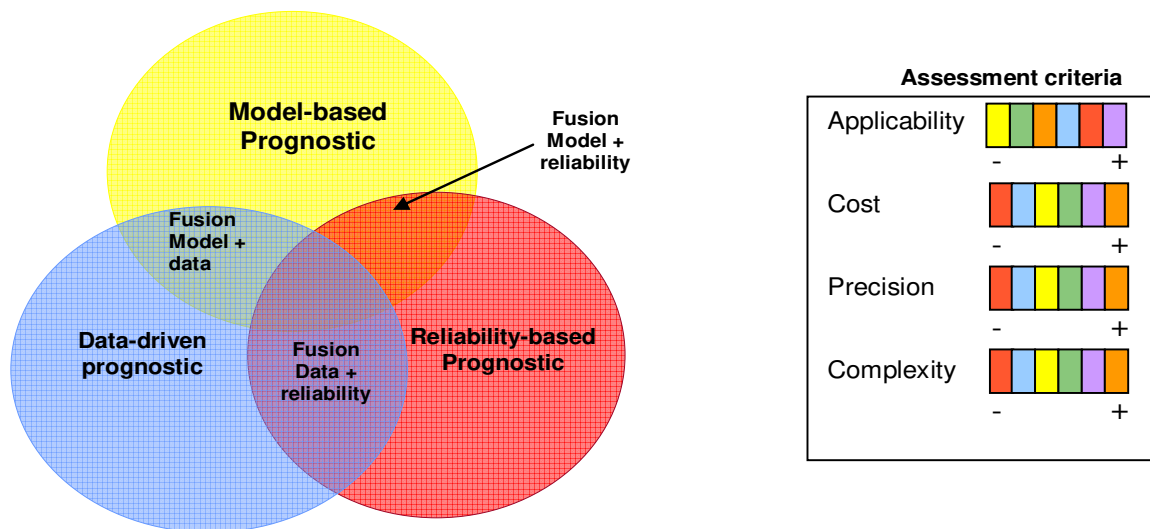 Model-based
Prognostic
Fusion
Model +
reliability
Fusion
Model +
data
Data-driven
prognostic
Fusion
Data +
reliability
Reliability-based
Prognostic
Assessment criteria
Applicability
- +
Cost
- +
Precision
- +
Complexity
- +